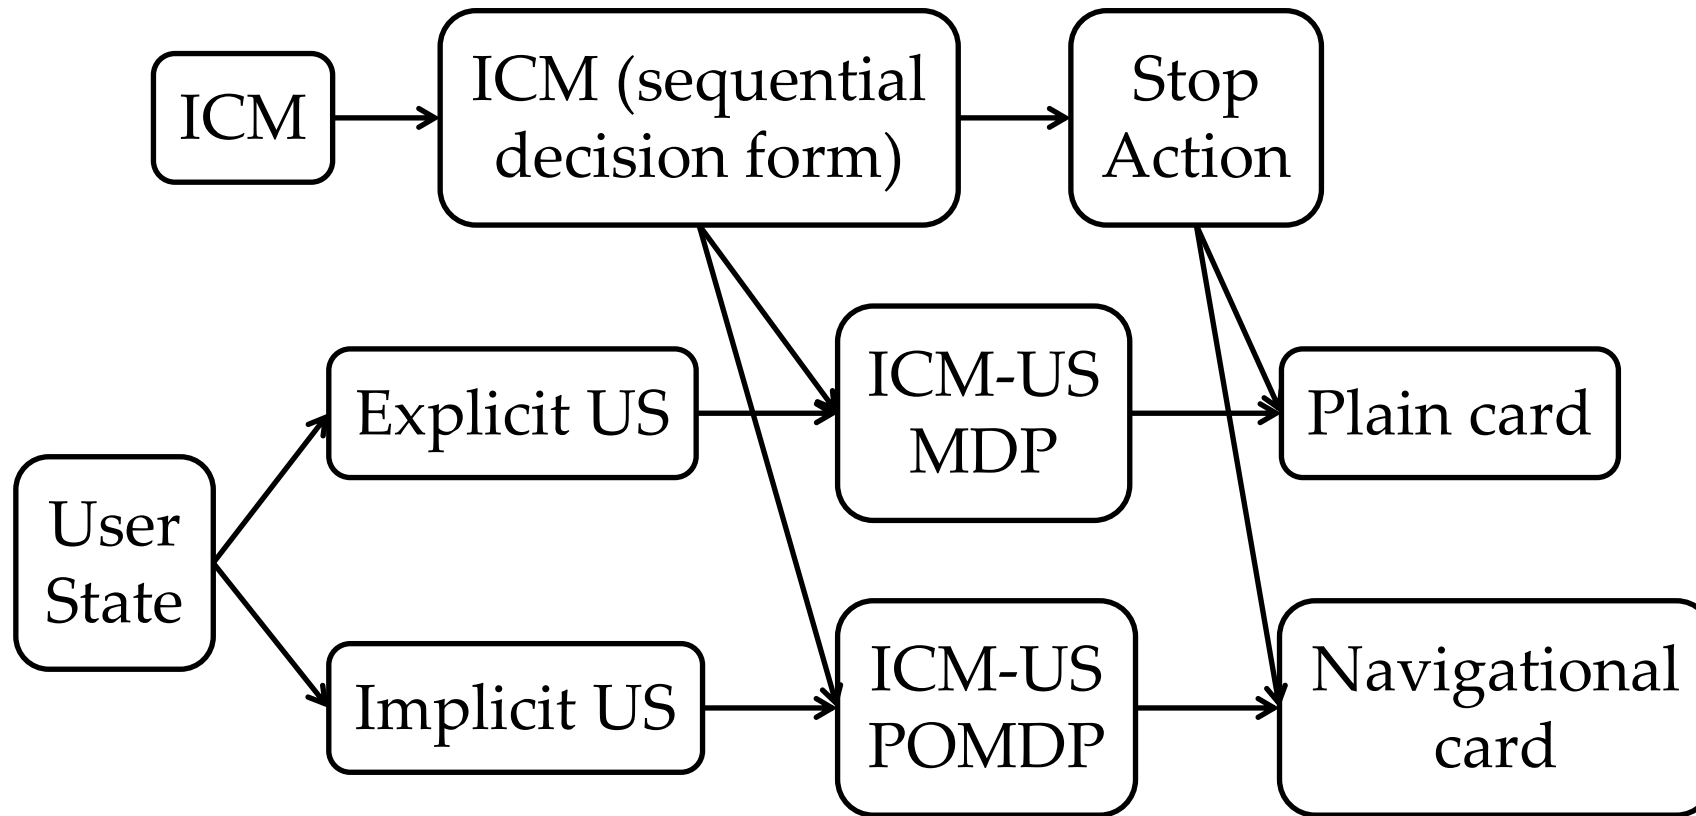 ICM
ICM (sequential
decision form)
Stop
Action
User
State
Explicit US
Implicit US
ICM-US
MDP
ICM-US
POMDP
Plain card
Navigational
card